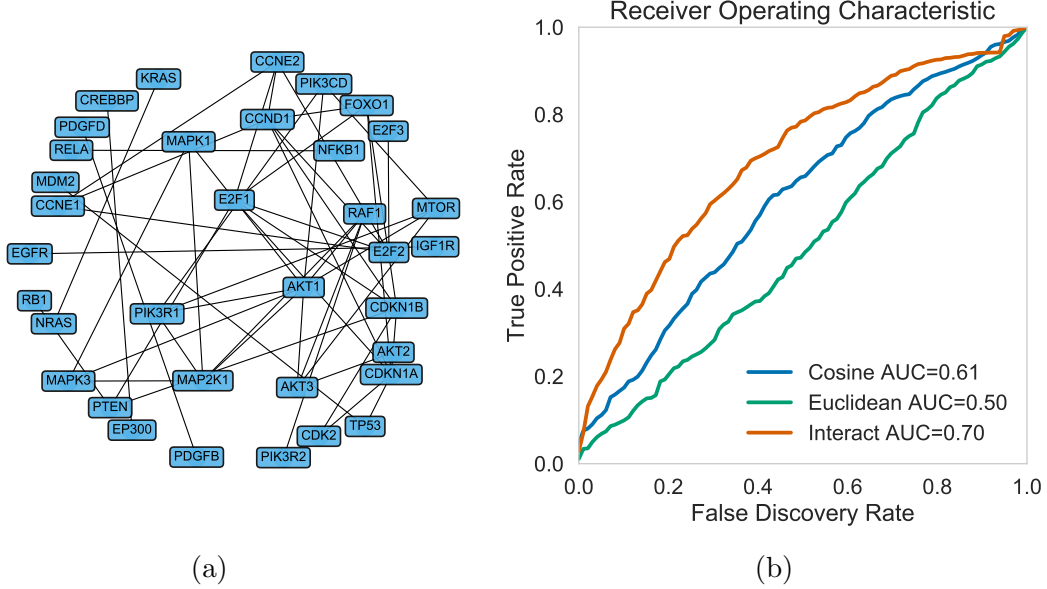 CCNE2
KRAS
PIK3CD
CREBBP
FOXO1
CCND1
PDGFD
E2F3
MAPK1
RELA
NFKB1
MDM2
E2F1
CCNE1
RAF1
MTOR
IGF1R
E2F2
EGFR
AKT1
RB1
CDKN1B
PIK3R1
NRAS
AKT2
CDKN1A
MAPK3
MAP2K1
AKT3
PTEN
TP53
EP300
CDK2
PDGFB
PIK3R2
(a)
Receiver Operating Characteristic
True Positive Rate
1.0
0.8
0.6
0.4
0.2
0.0
Cosine AUC=0.61
Euclidean AUC=0.50
Interact AUC=0.70
0.0 0.2 0.4 0.6 0.8 1.0
False Discovery Rate
(b)